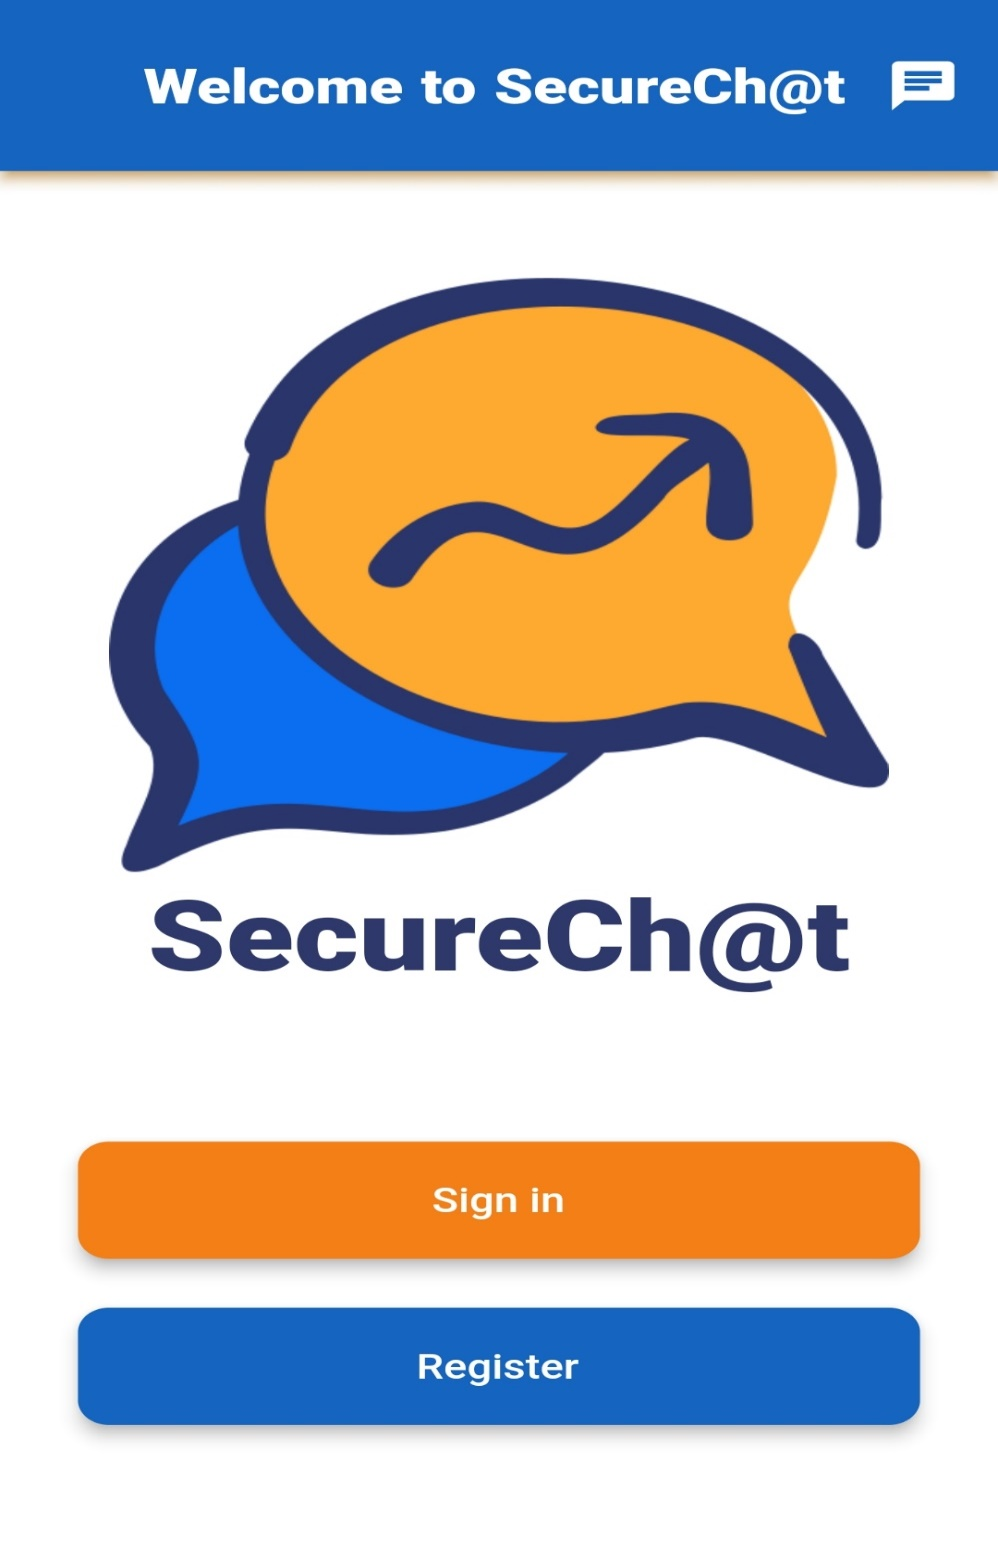 Welcome to SecureCh@t
SecureCh@t
Sign in
Register